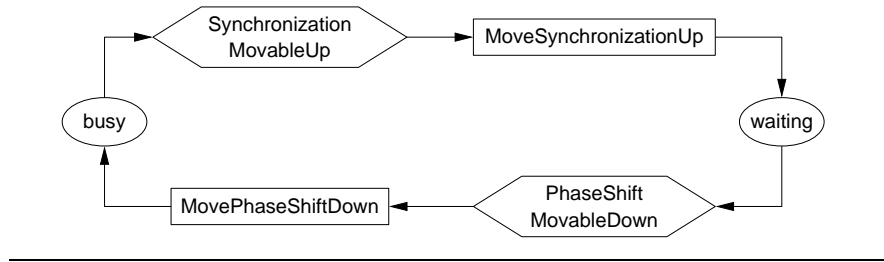 Synchronization
MovableUp
MoveSynchronizationUp
busy
waiting
MovePhaseShiftDown
PhaseShift
MovableDown